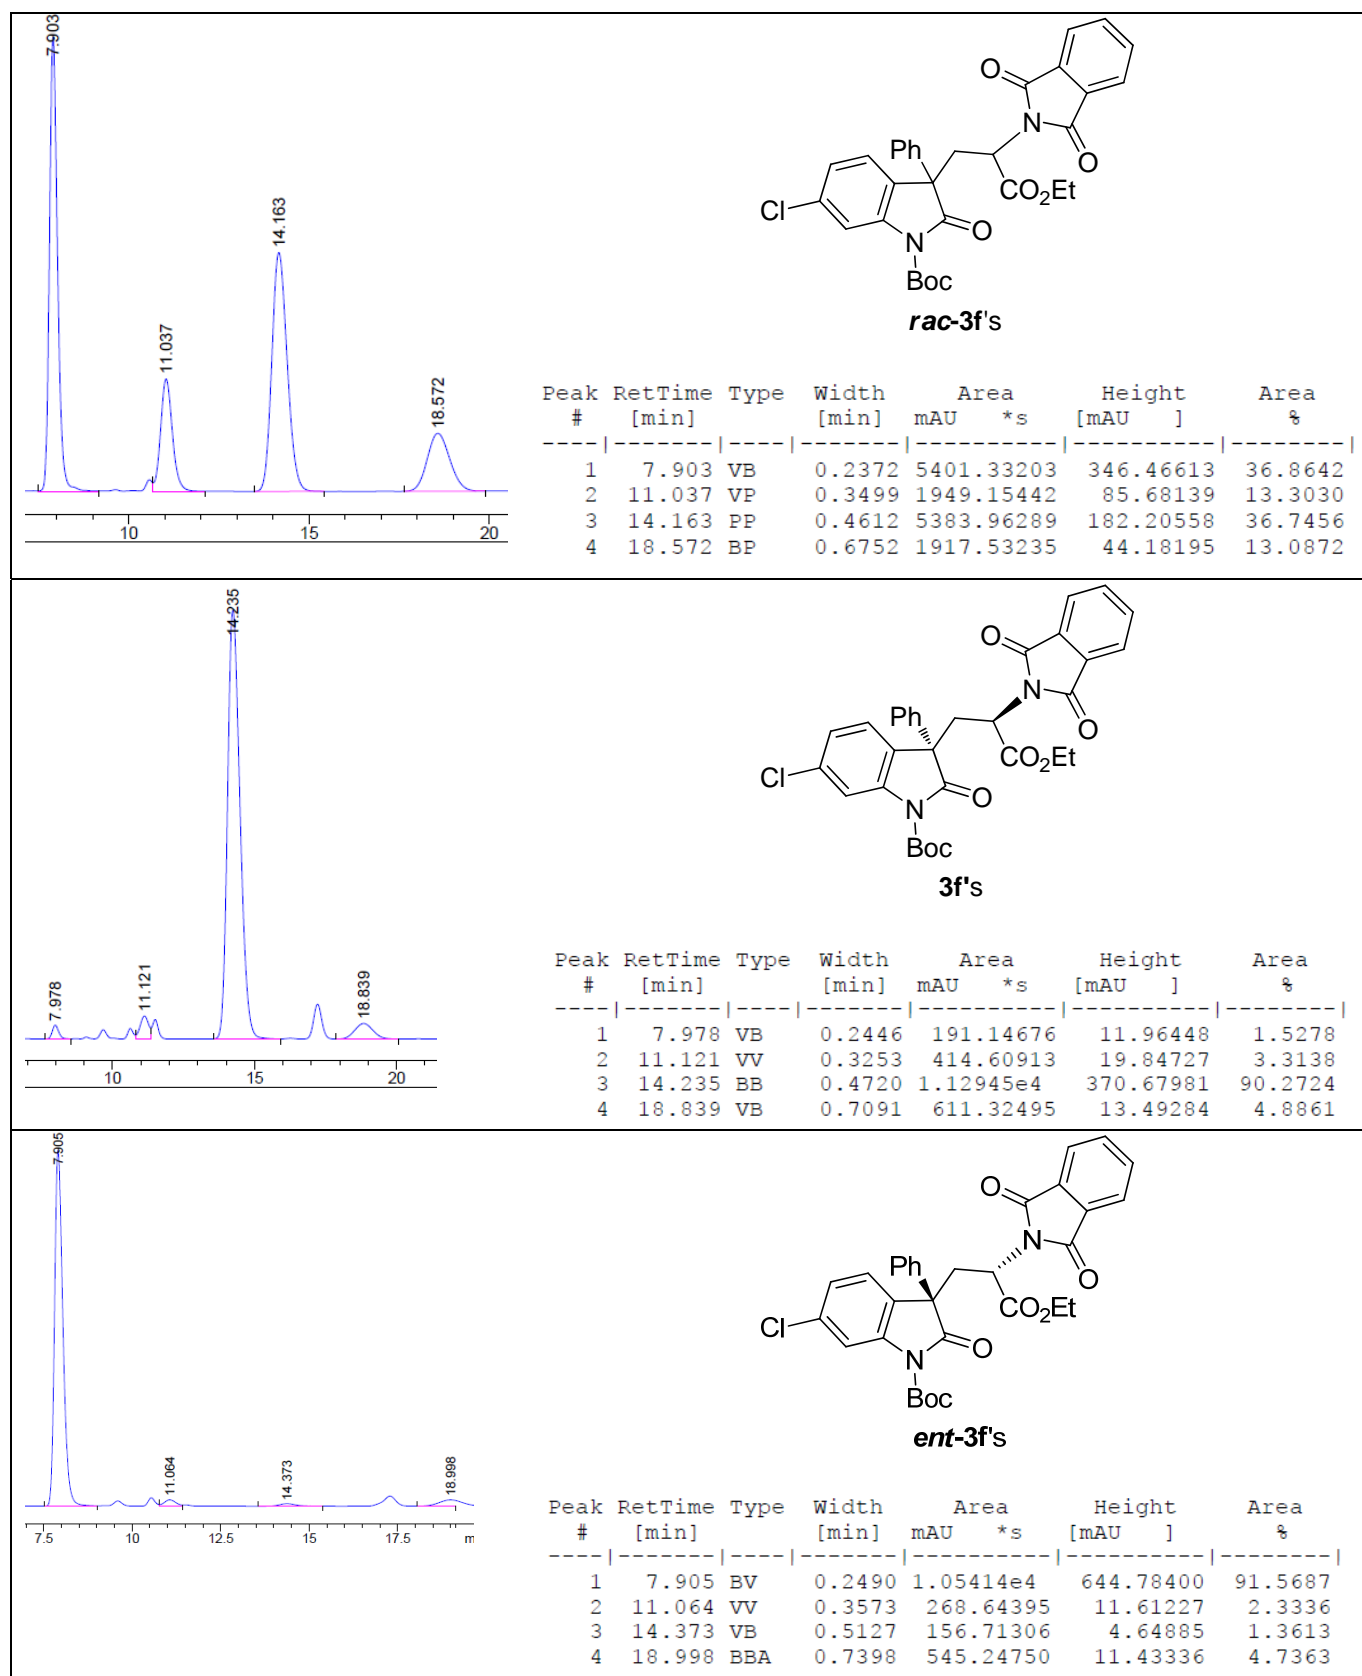 7.903
11.037
14.163
18.572
10 15 20
O
N
O
Ph
CO2Et
Cl
O
N
Boc
rac-3f's
Peak RetTime Type Width Area Height Area
# [min] [min] mAU *s [mAU ] %
----|-------|----|-------|----------|----------|--------|
1 7.903 VB 0.2372 5401.33203 346.46613 36.8642
2 11.037 VP 0.3499 1949.15442 85.68139 13.3030
3 14.163 PP 0.4612 5383.96289 182.20558 36.7456
4 18.572 BP 0.6752 1917.53235 44.18195 13.0872
7.978
11.121
14.235
18.839
10 15 20
O
N
O
Ph
CO2Et
Cl
O
N
Boc
3f's
Peak RetTime Type Width Area Height Area
# [min] [min] mAU *s [mAU ] %
----|-------|----|-------|----------|----------|--------|
1 7.978 VB 0.2446 191.14676 11.96448 1.5278
2 11.121 VV 0.3253 414.60913 19.84727 3.3138
3 14.235 BB 0.4720 1.12945e4 370.67981 90.2724
4 18.839 VB 0.7091 611.32495 13.49284 4.8861
7.905
11.064
14.373
18.998
7.5 10 12.5 15 17.5 m
O
N
O
Ph
CO2Et
Cl
O
N
Boc
ent-3f's
Peak RetTime Type Width Area Height Area
# [min] [min] mAU *s [mAU ] %
----|-------|----|-------|----------|----------|--------|
1 7.905 BV 0.2490 1.05414e4 644.78400 91.5687
2 11.064 VV 0.3573 268.64395 11.61227 2.3336
3 14.373 VB 0.5127 156.71306 4.64885 1.3613
4 18.998 BBA 0.7398 545.24750 11.43336 4.7363